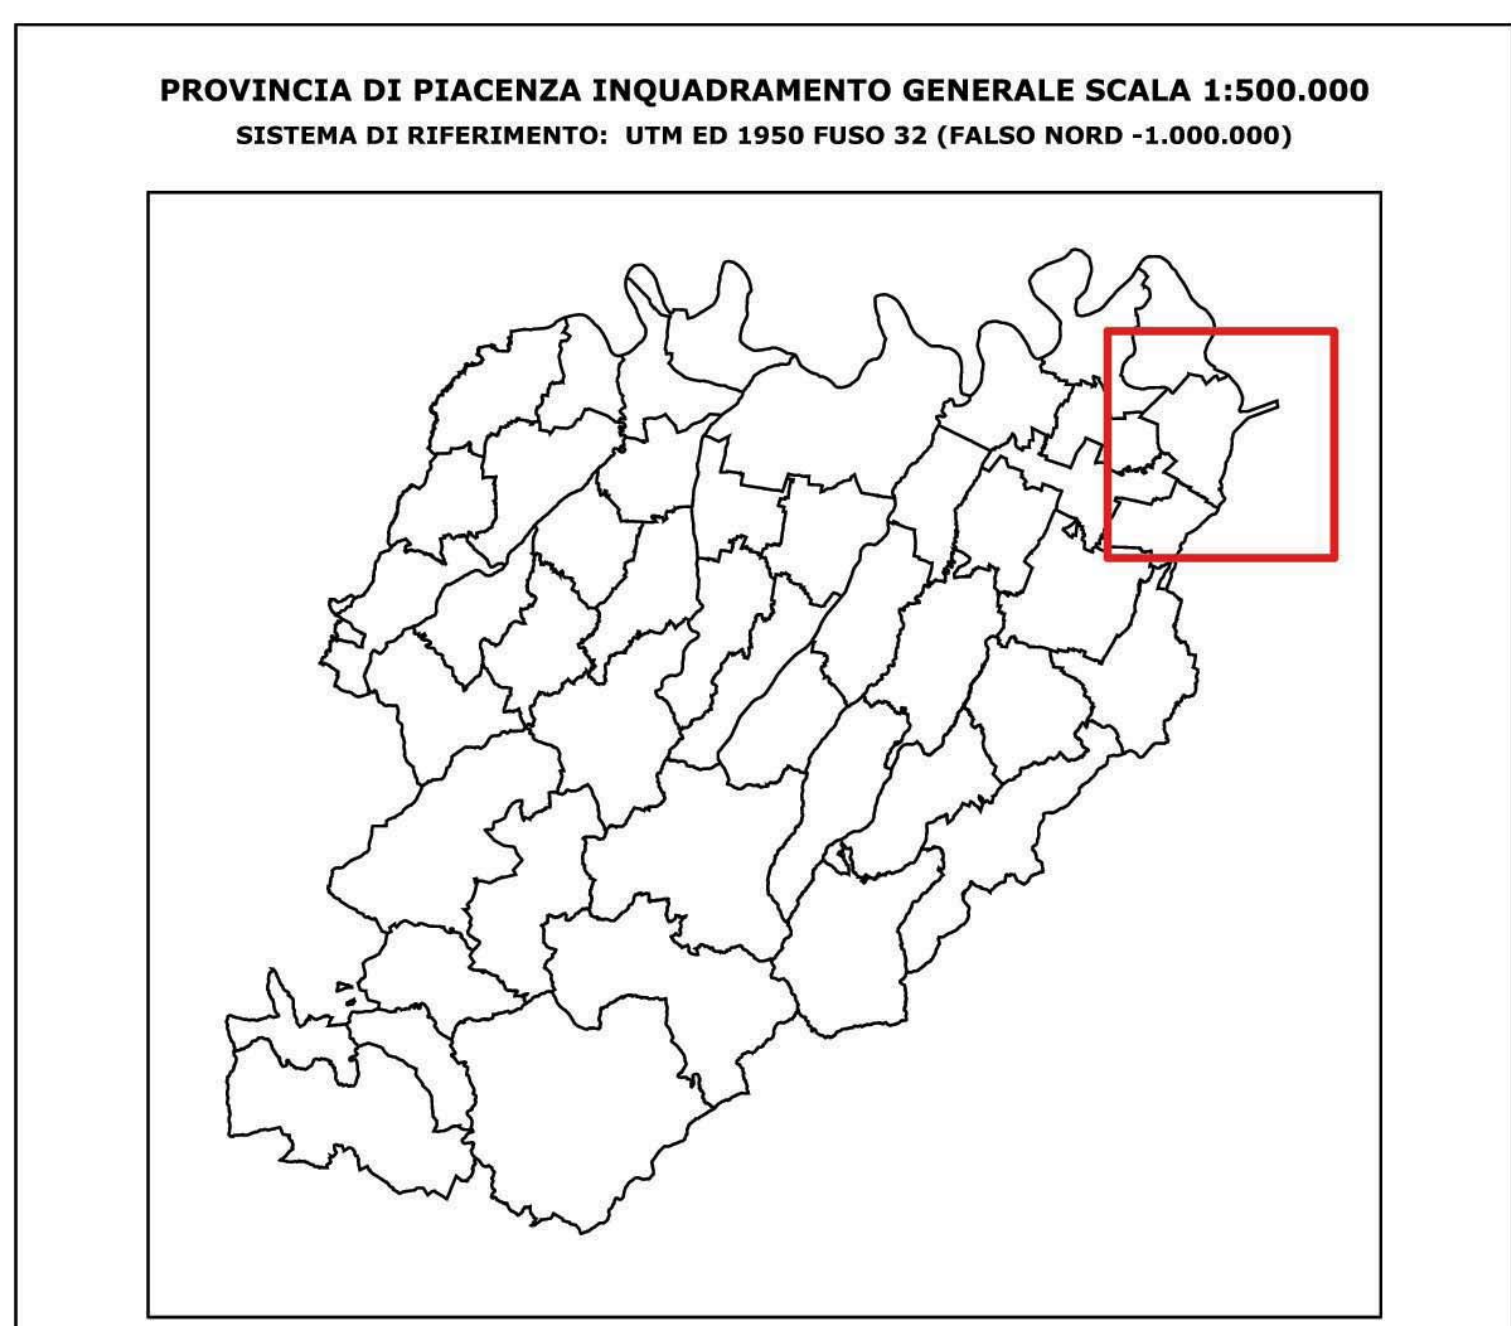 PROVINCIA DI PIACENZA INQUADRAMENTO GENERALE SCALA 1:500.000
SISTEMA DI RIFERIMENTO: UTM ED 1950 FUSO 32 (FALSO NORD -1.000.000)